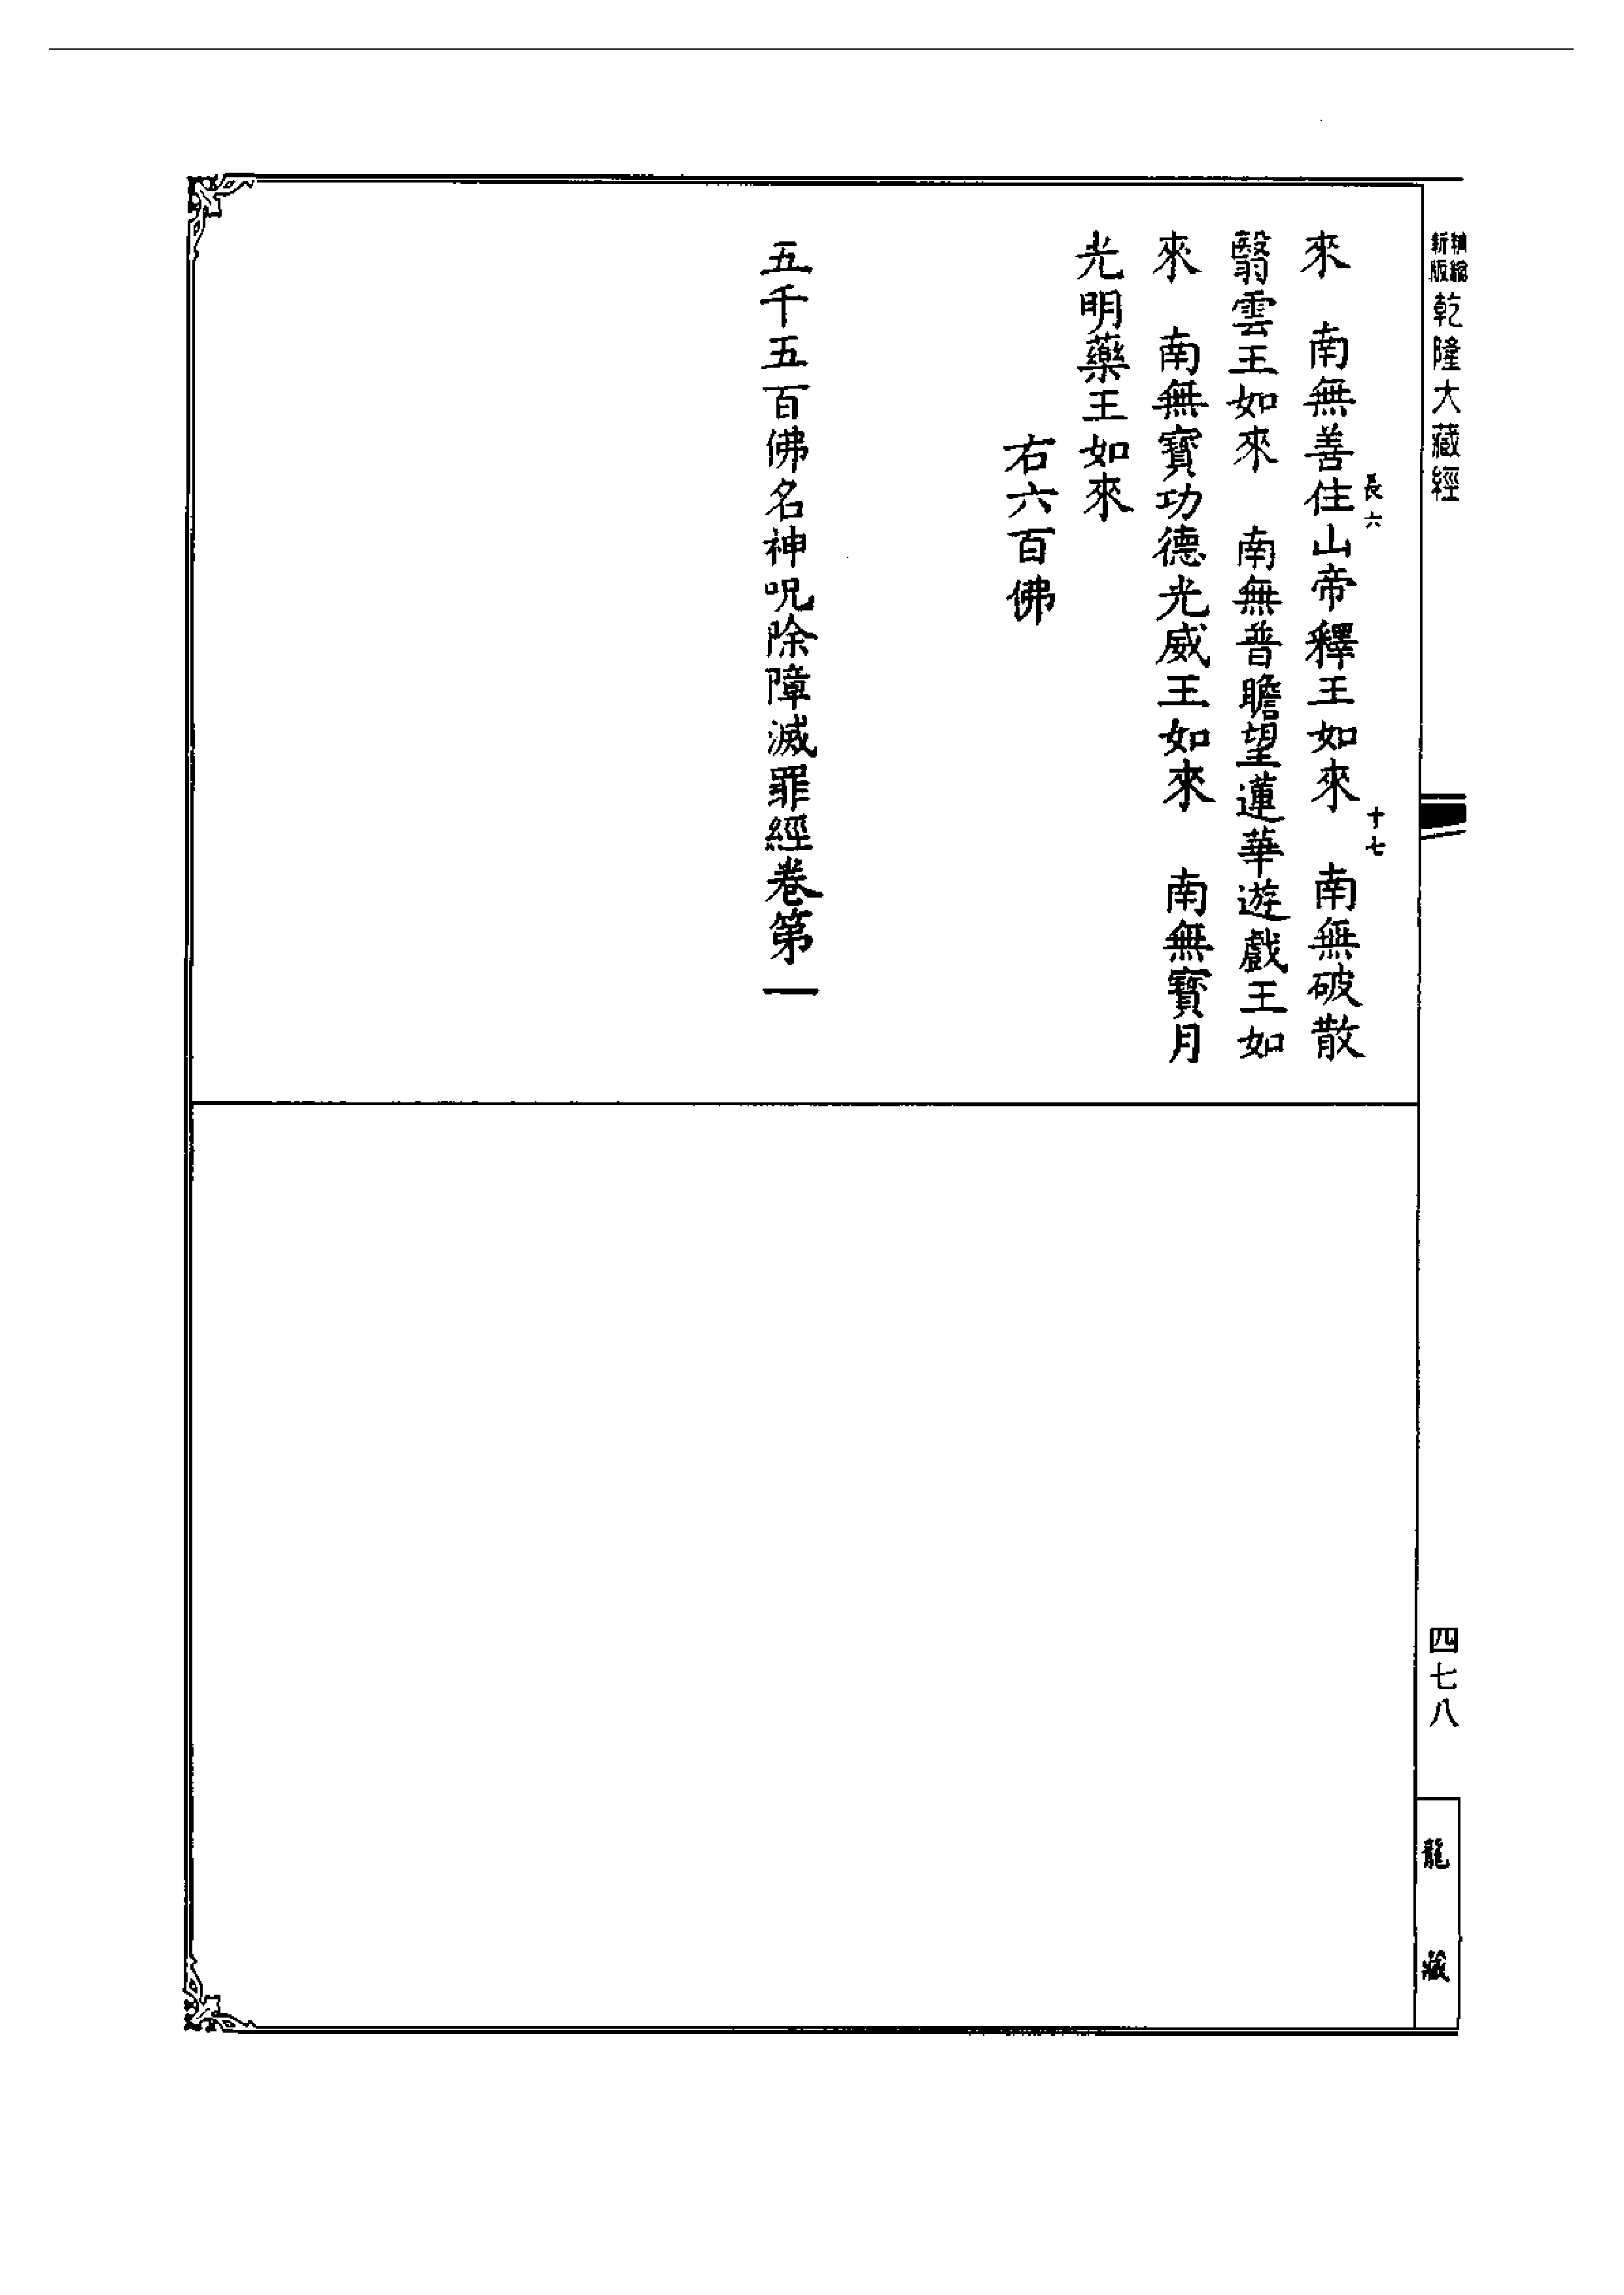 精縮新版乾隆大藏經
四七八
龍藏
長六 十七
來　南無善住山帝釋王如來　南無破散
翳雲王如來　南無普瞻望蓮華遊戲王如
來　南無寶功德光威王如來　南無寶月
光明藥王如來
右六百佛
五千五百佛名神呪除障滅罪經卷第一